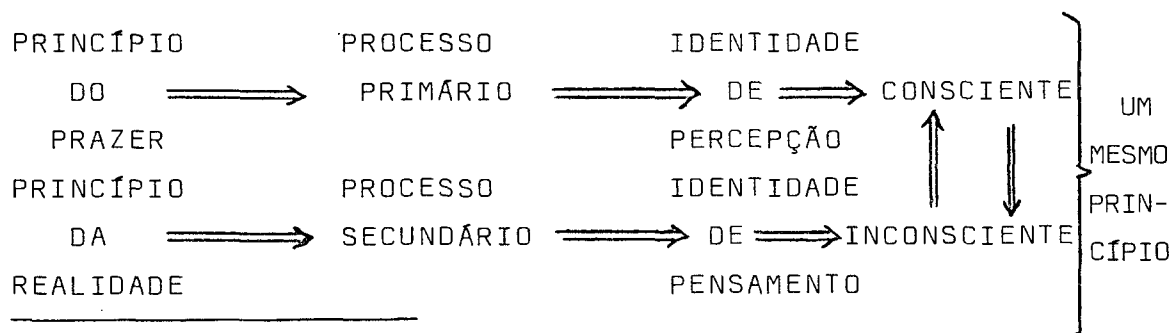 PRINCÍPIO PROCESSO IDENTIDADE
DO PRIMÁRIO DE CONSCIENTE
PRAZER PERCEPÇÃO
PRINCÍPIO PROCESSO IDENTIDADE
DA SECUNDÁRIO DE INCONSCIENTE
REALIDADE PENSAMENTO
UM
MESMO
PRIN-
CÍPIO